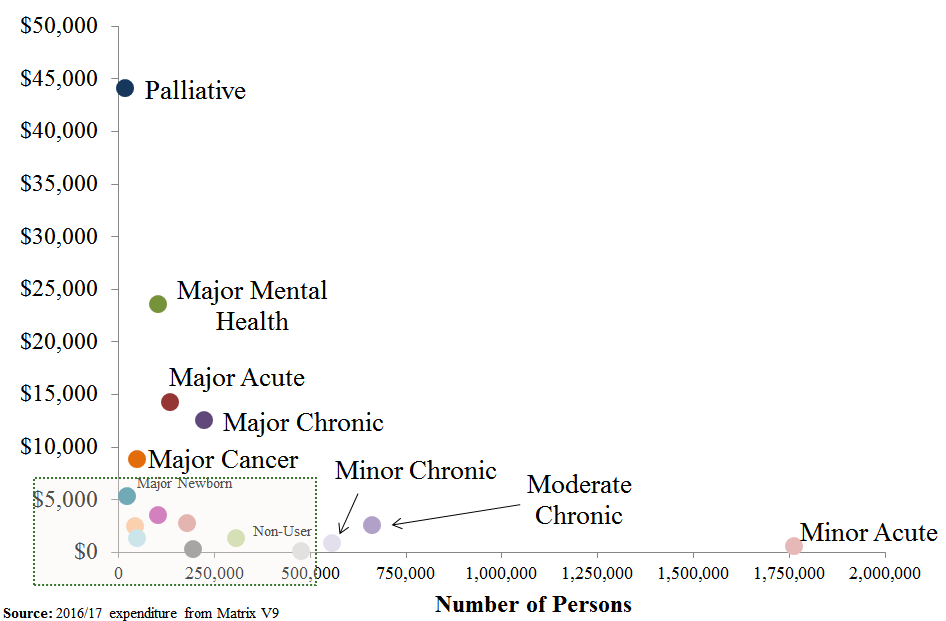 $50,000
$45,000
Palliative
$40,000
$35,000
$30,000
$25,000
Major Mental
Health
$20,000
Major Acute
$15,000
Major Chronic
$10,000
Major Cancer
Minor Chronic
Major Newborn
Moderate
Chronic
$5,000
Non-User
Minor Acute
$0
0 250,000 500,000 750,000 1,000,000 1,250,000 1,500,000 1,750,000 2,000,000
Number of Persons
Source: 2016/17 expenditure from Matrix V9